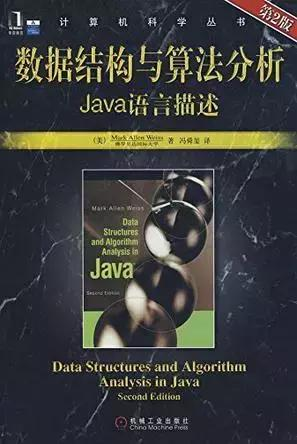 计算机科学丛书
第2版
数据结构与算法分析
Java语言描述
(美) Mark Allen Weiss 著 冯舜玺 译
佛罗里达国际大学
Mark Allen Weiss
Data
Structures
and Algorithm
Analysis in
Java
Second Edition
Data Structures and Algorithm
Analysis in Java
Second Edition
机械工业出版社
China Machine Press